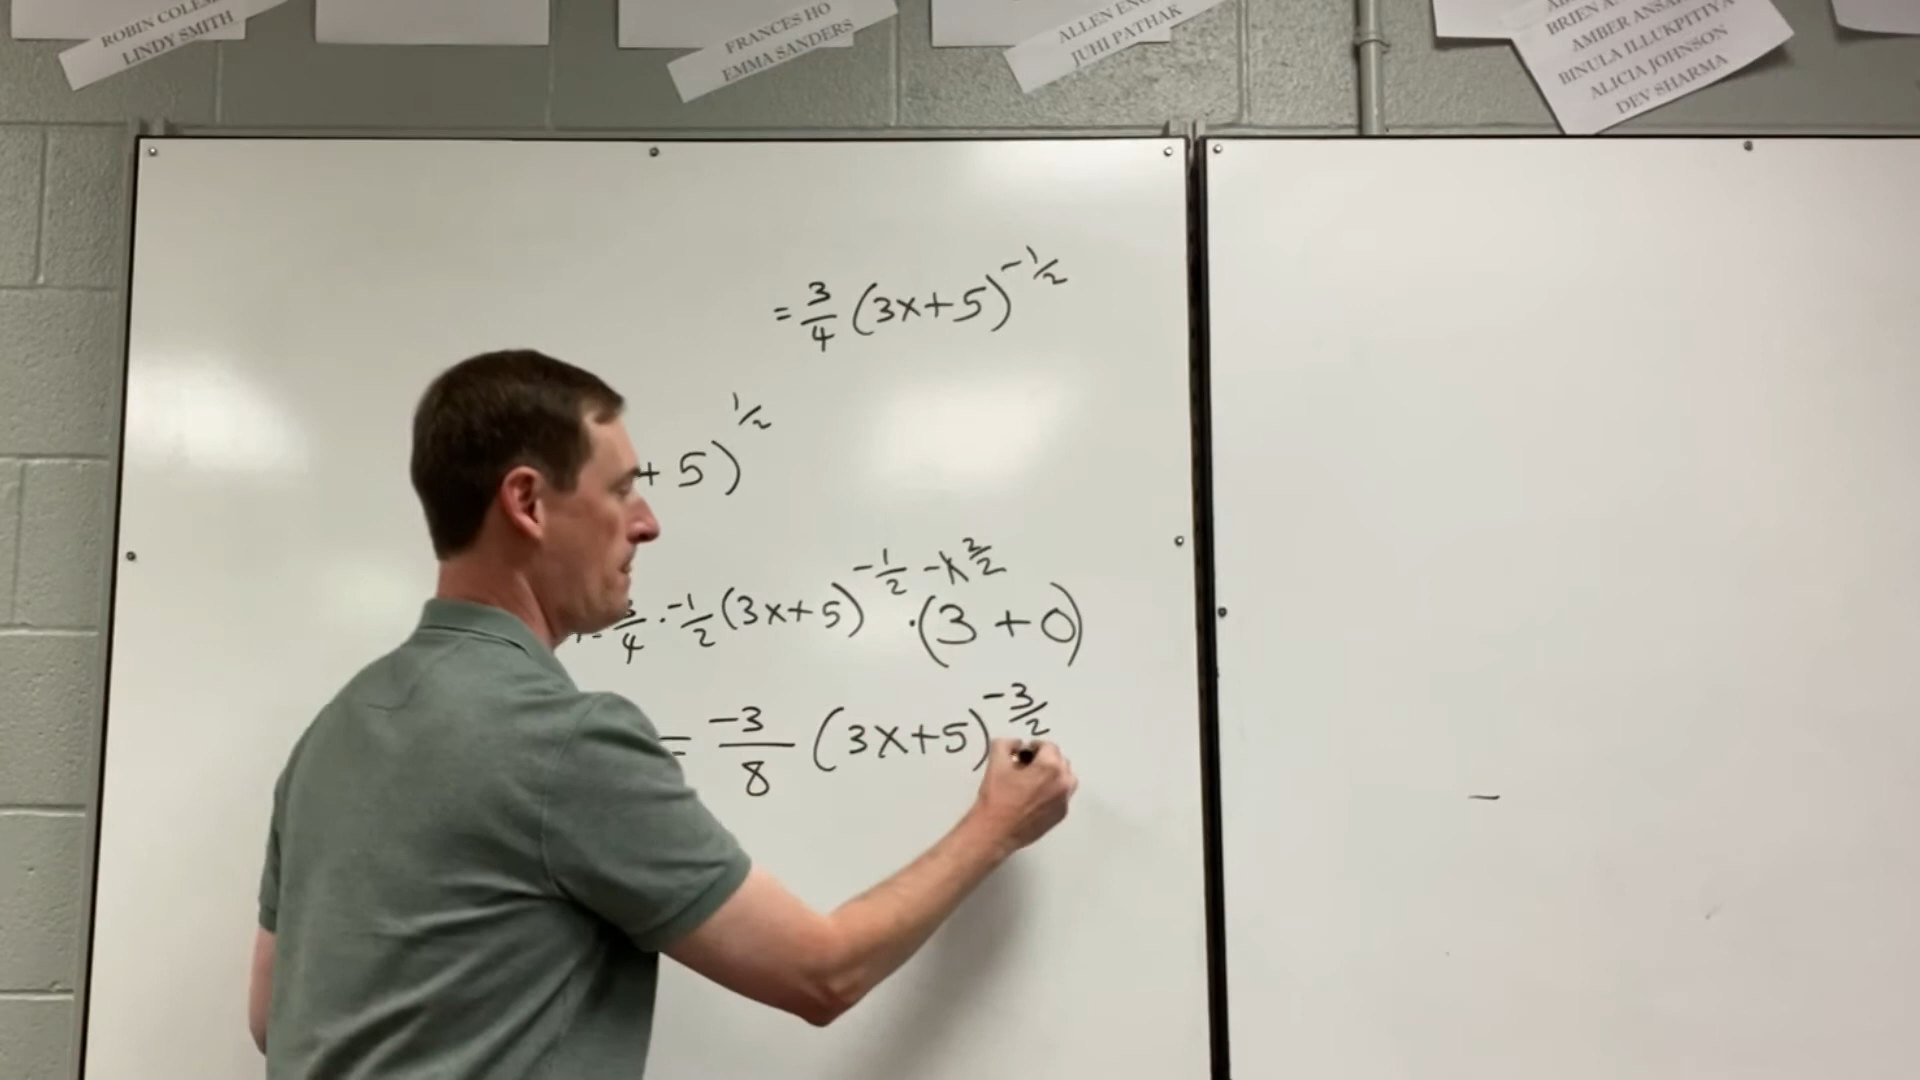 ROBIN COLEM
LINDY SMITH
FRANCES HO
EMMA SANDERS
ALLEN
JUHI PATHAK
BRIEN
AMBER ANSA
BINULA ILLUKPITIYA
ALICIA JOHNSON
DEV SHARMA
= 3/4 (3x+5)^-1/2
+ 5)^1/2
3/4 · -1/2 (3x+5)^-1/2 -1 2/2 · (3+0)
= -3/8 (3x+5)^-3/2